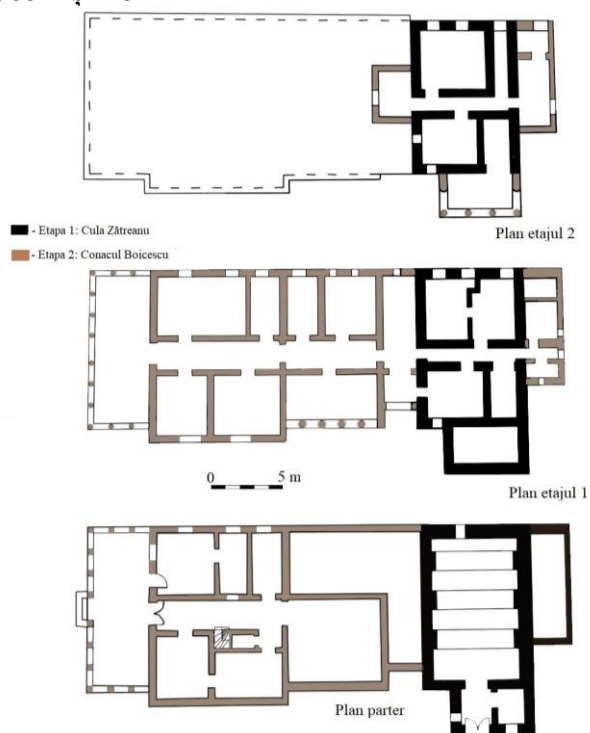 Plan etajul 2
- Etapa 1: Cula Zătreanu
- Etapa 2: Conacul Boicescu
0 5 m
Plan etajul 1
Plan parter